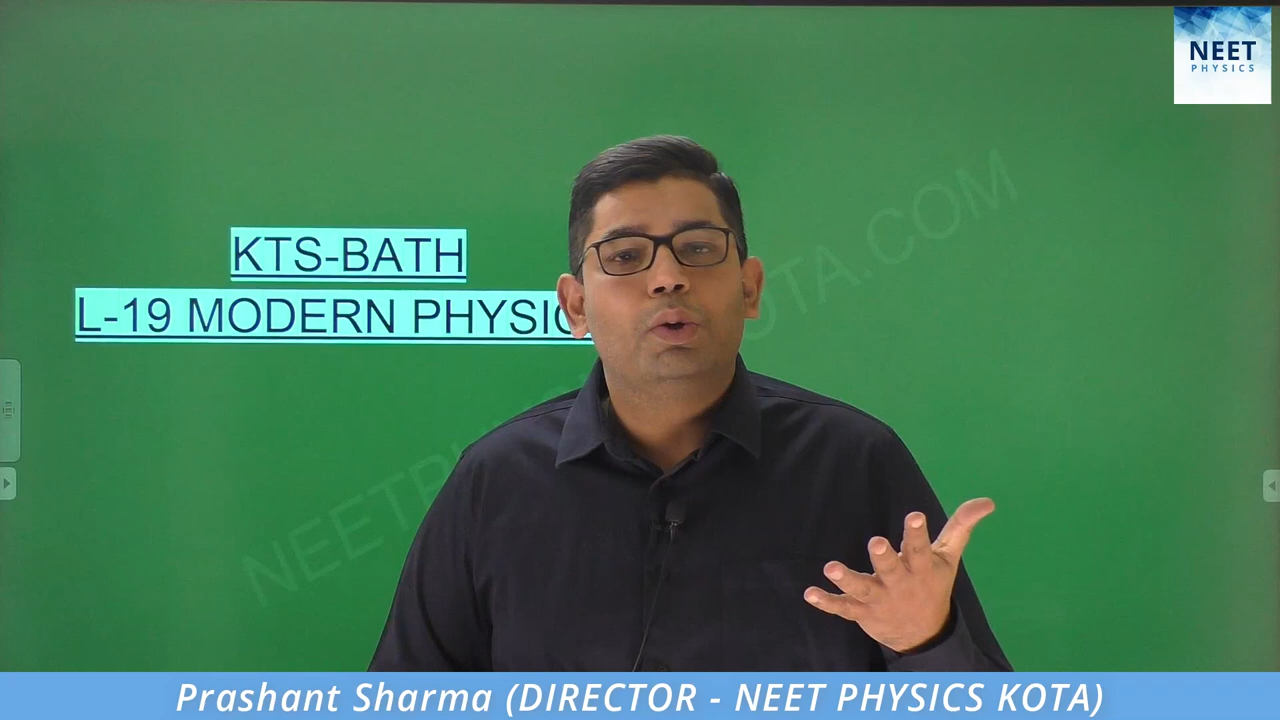 NEET
PHYSICS
KTS-BATH
L-19 MODERN PHYSIC
Prashant Sharma (DIRECTOR - NEET PHYSICS KOTA)